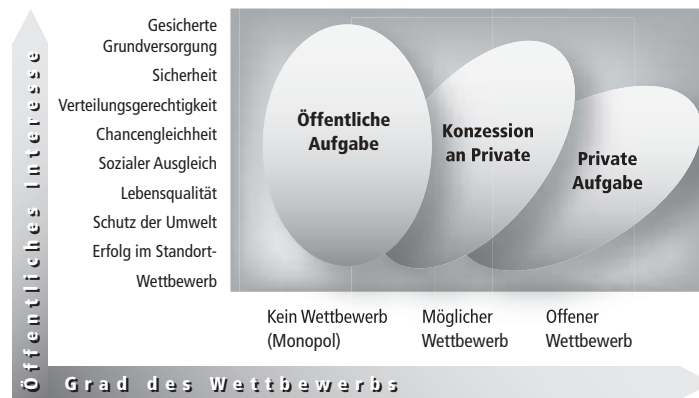 Öffentliches Interesse
Gesicherte
Grundversorgung
Sicherheit
Verteilungsgerechtigkeit
Chancengleichheit
Sozialer Ausgleich
Lebensqualität
Schutz der Umwelt
Erfolg im Standort-
Wettbewerb
Öffentliche
Aufgabe
Konzession
an Private
Private
Aufgabe
Kein Wettbewerb
(Monopol)
Möglicher
Wettbewerb
Offener
Wettbewerb
Grad des Wettbewerbs